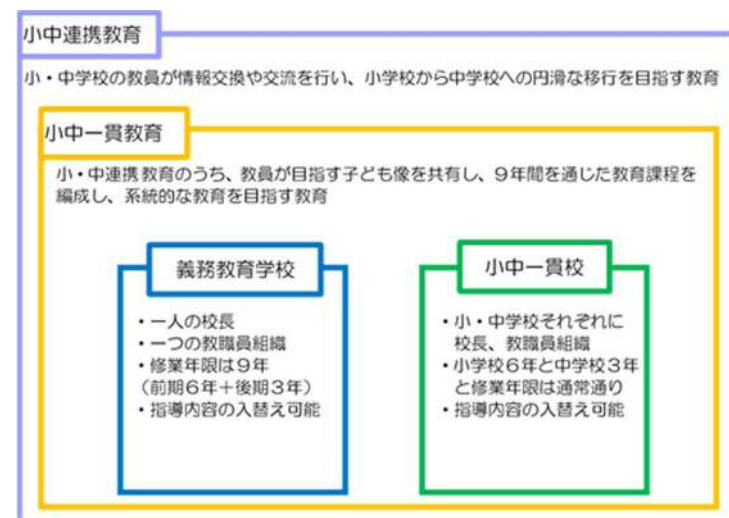 小中連携教育
小・中学校の教員が情報交換や交流を行い、小学校から中学校への円滑な移行を目指す教育
小中一貫教育
小・中連携教育のうち、教員が目指す子ども像を共有し、9年間を通じた教育課程を
編成し、系統的な教育を目指す教育
義務教育学校
・一人の校長
・一つの教職員組織
・修業年限は9年
（前期6年＋後期3年）
・指導内容の入替え可能
小中一貫校
・小・中学校それぞれに
校長、教職員組織
・小学校6年と中学校3年
と修業年限は通常通り
・指導内容の入替え可能